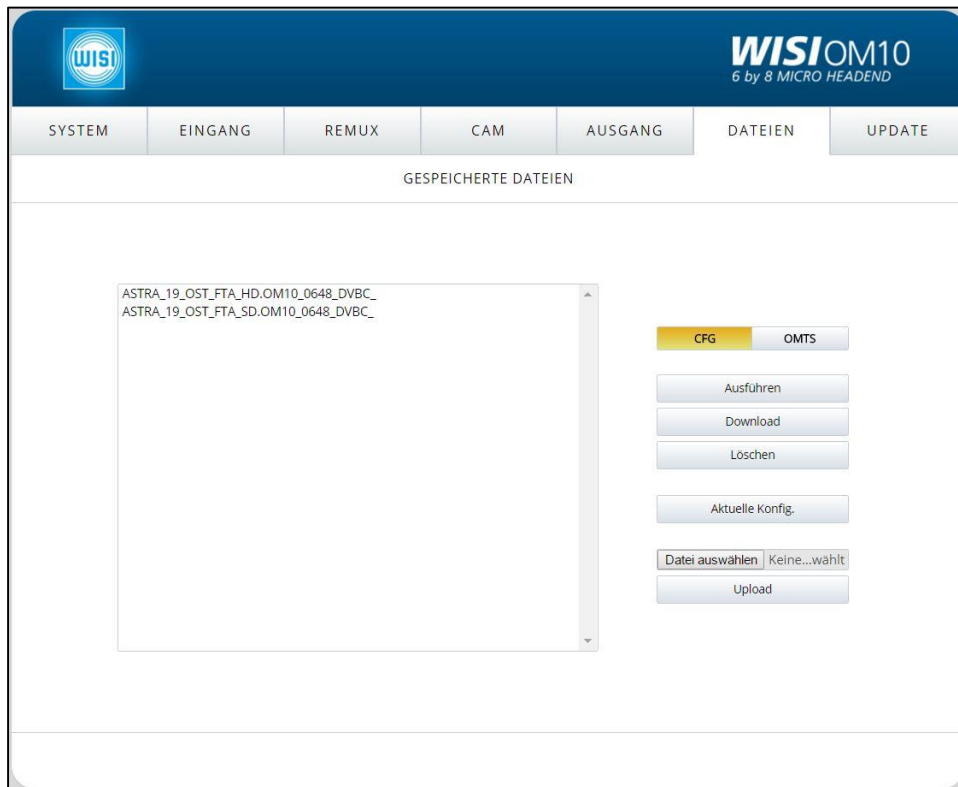 WISI
WISI OM10
6 by 8 MICRO HEADEND
SYSTEM EINGANG REMUX CAM AUSGANG DATEIEN UPDATE
GESPEICHERTE DATEIEN
ASTRA_19_OST_FTA_HD.OM10_0648_DVBC_
ASTRA_19_OST_FTA_SD.OM10_0648_DVBC_
CFG OMTS
Ausführen
Download
Löschen
Aktuelle Konfig.
Datei auswählen Keine...wählt
Upload